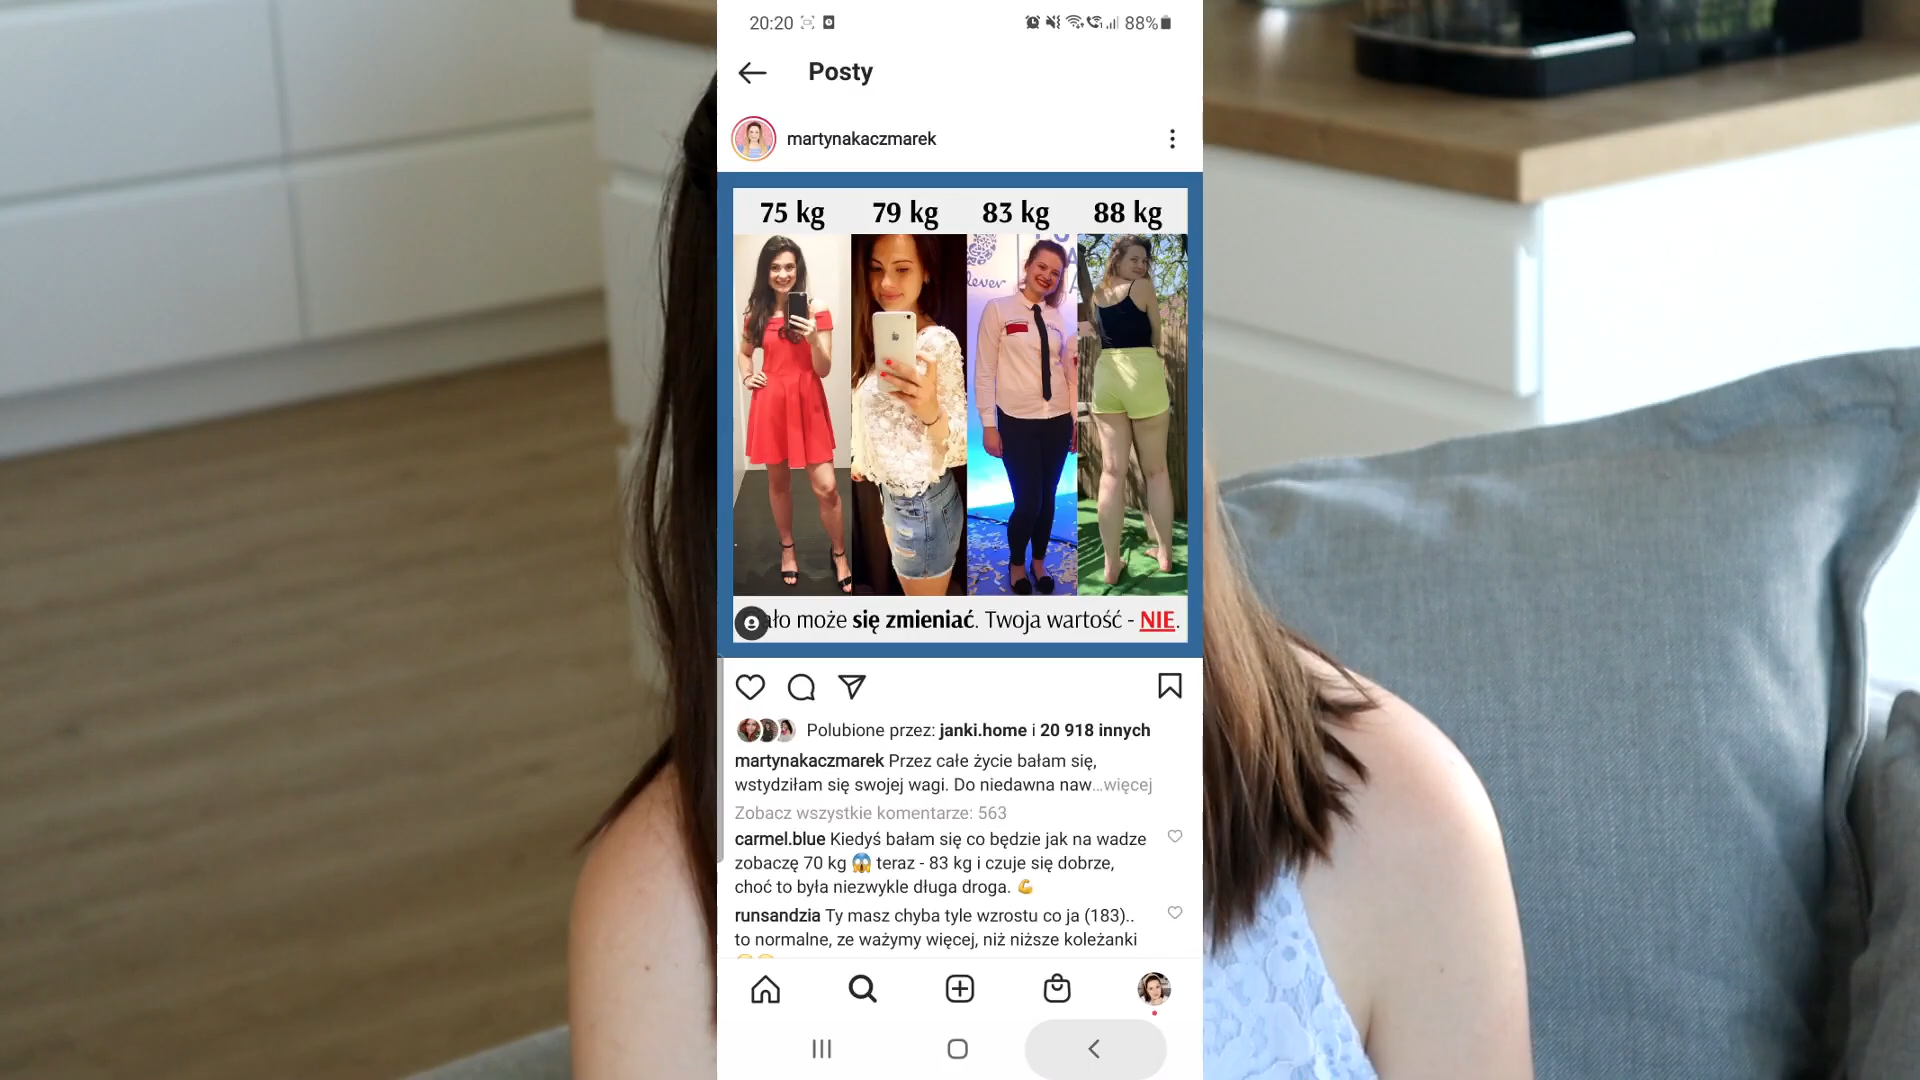 20:20
88%
Posty
martynakaczmarek
75 kg 79 kg 83 kg 88 kg
lever
ało może się zmieniać. Twoja wartość - NIE.
Polubione przez: janki.home i 20 918 innych
martynakaczmarek Przez całe życie bałam się,
wstydziłam się swojej wagi. Do niedawna naw...więcej
Zobacz wszystkie komentarze: 563
carmel.blue Kiedyś bałam się co będzie jak na wadze
zobaczę 70 kg 😱 teraz - 83 kg i czuje się dobrze,
choć to była niezwykle długa droga. 💪
runsandzia Ty masz chyba tyle wzrostu co ja (183)..
to normalne, ze ważymy więcej, niż niższe koleżanki